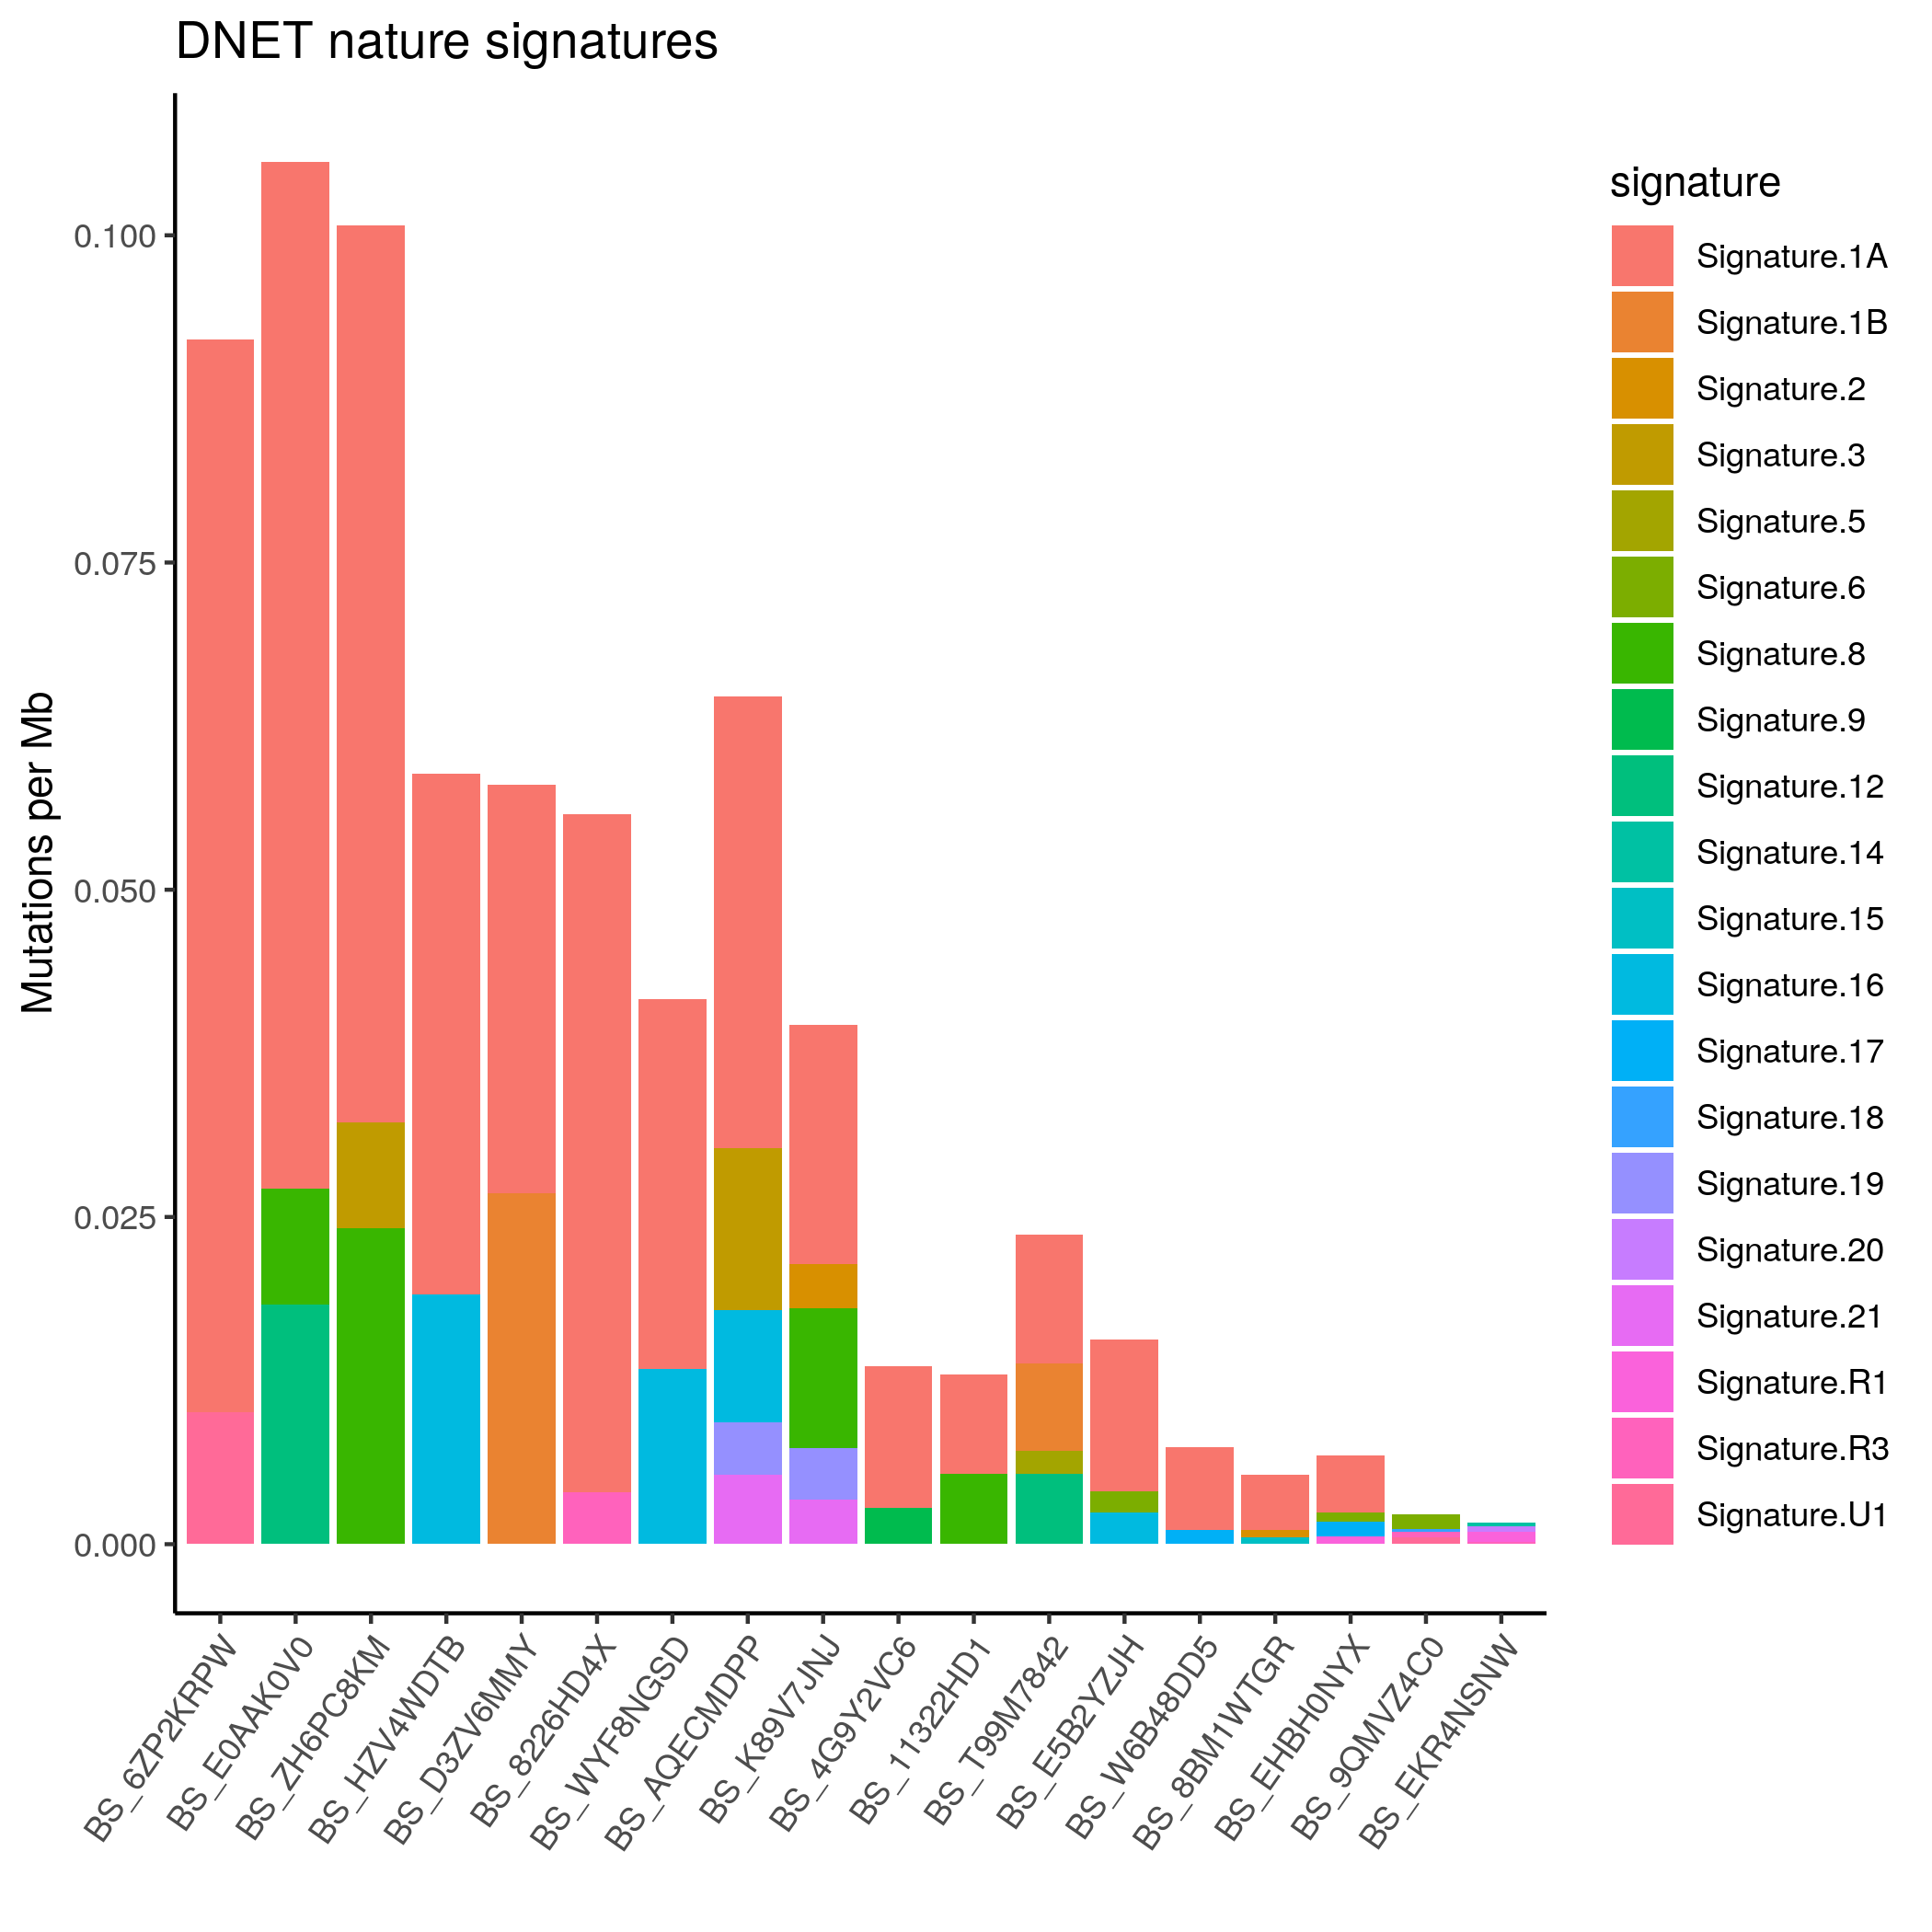 DNET nature signatures
Mutations per Mb
0.100
0.075
0.050
0.025
0.000
BS_6ZP2KRPW
BS_E0AAK0V0
BS_ZH6PC8KM
BS_HZV4WDTB
BS_D3ZV6MMY
BS_8226HD4X
BS_WYF8NGSD
BS_AQECMDPP
BS_K89V7JNJ
BS_4G9Y2VC6
BS_11322HD1
BS_T99M7842
BS_E5B2YZJH
BS_W6B48DD5
BS_8BM1WTGR
BS_EHBH0NYX
BS_9QMVZ4C0
BS_EKR4NSNW
signature
Signature.1A
Signature.1B
Signature.2
Signature.3
Signature.5
Signature.6
Signature.8
Signature.9
Signature.12
Signature.14
Signature.15
Signature.16
Signature.17
Signature.18
Signature.19
Signature.20
Signature.21
Signature.R1
Signature.R3
Signature.U1